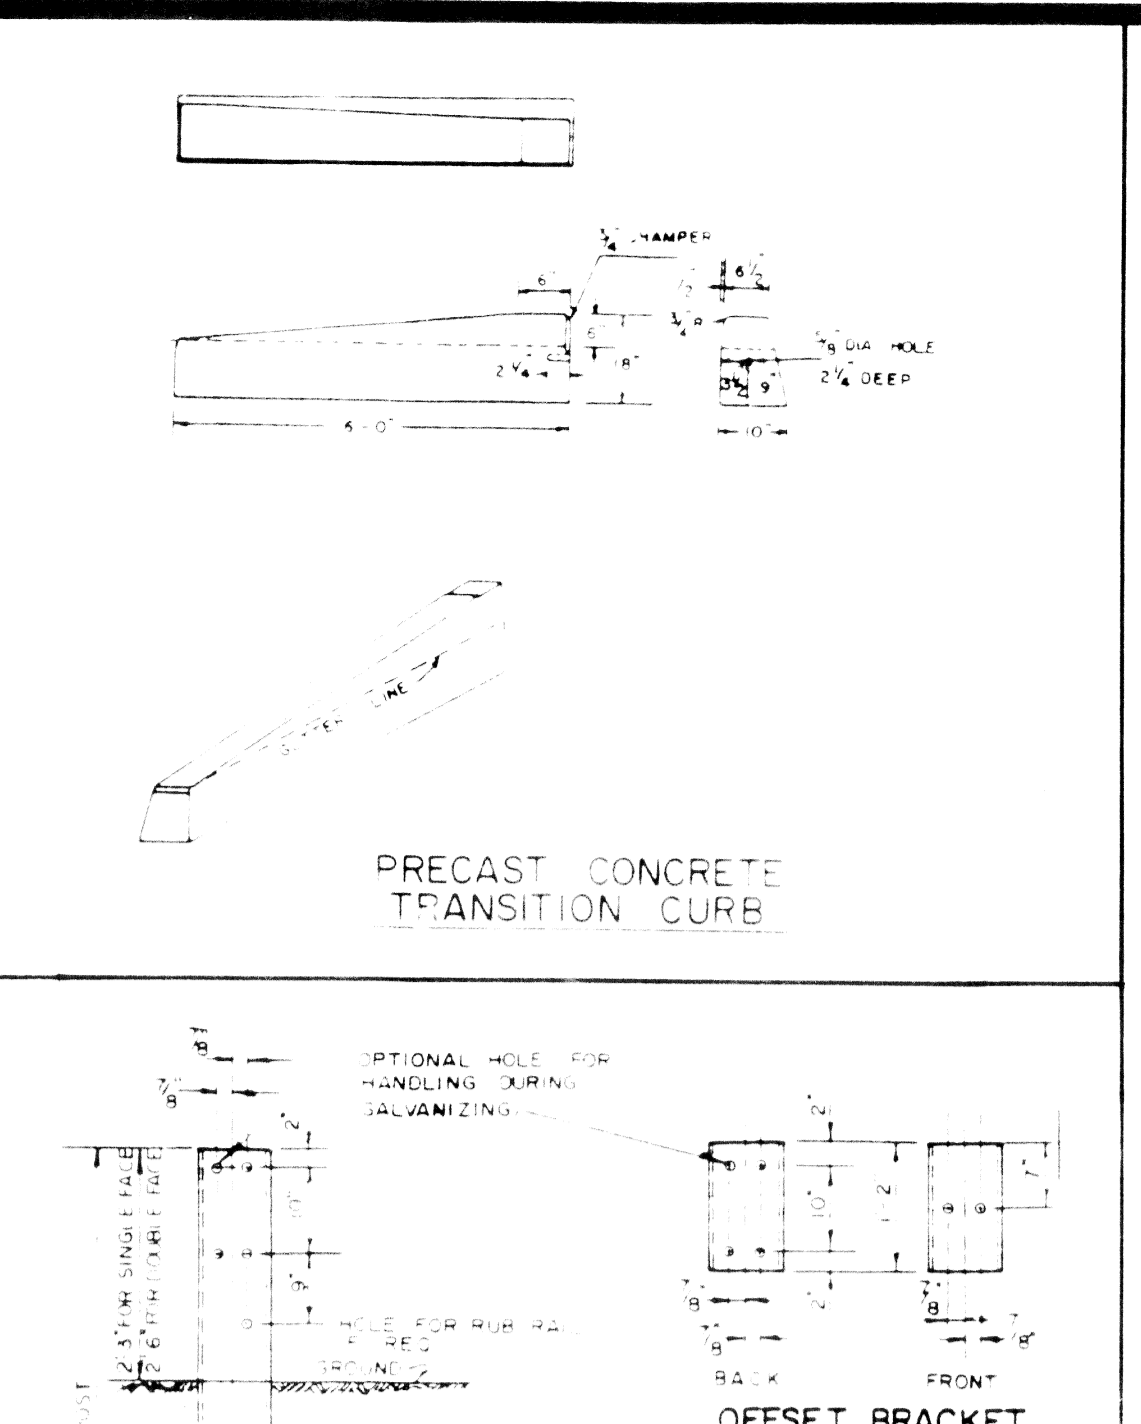 3/4" CHAMFER
6"
1/2"
6 1/2"
3/4" R
6"
18"
2 1/4"
5/8" DIA HOLE
2 1/4" DEEP
3 1/2"
9"
6'-0"
10"
GUTTER LINE
PRECAST CONCRETE
TRANSITION CURB
7/8"
7/8"
2"
OPTIONAL HOLE FOR
HANDLING DURING
GALVANIZING
2'3" FOR SINGLE FACE
2'6" FOR DOUBLE FACE
10"
9"
HOLE FOR RUB RAIL
IF REQ
GROUND
2"
10"
1'-2
2"
7"
7/8"
7/8"
7/8"
7/8"
BACK
FRONT
OFFSET BRACKET